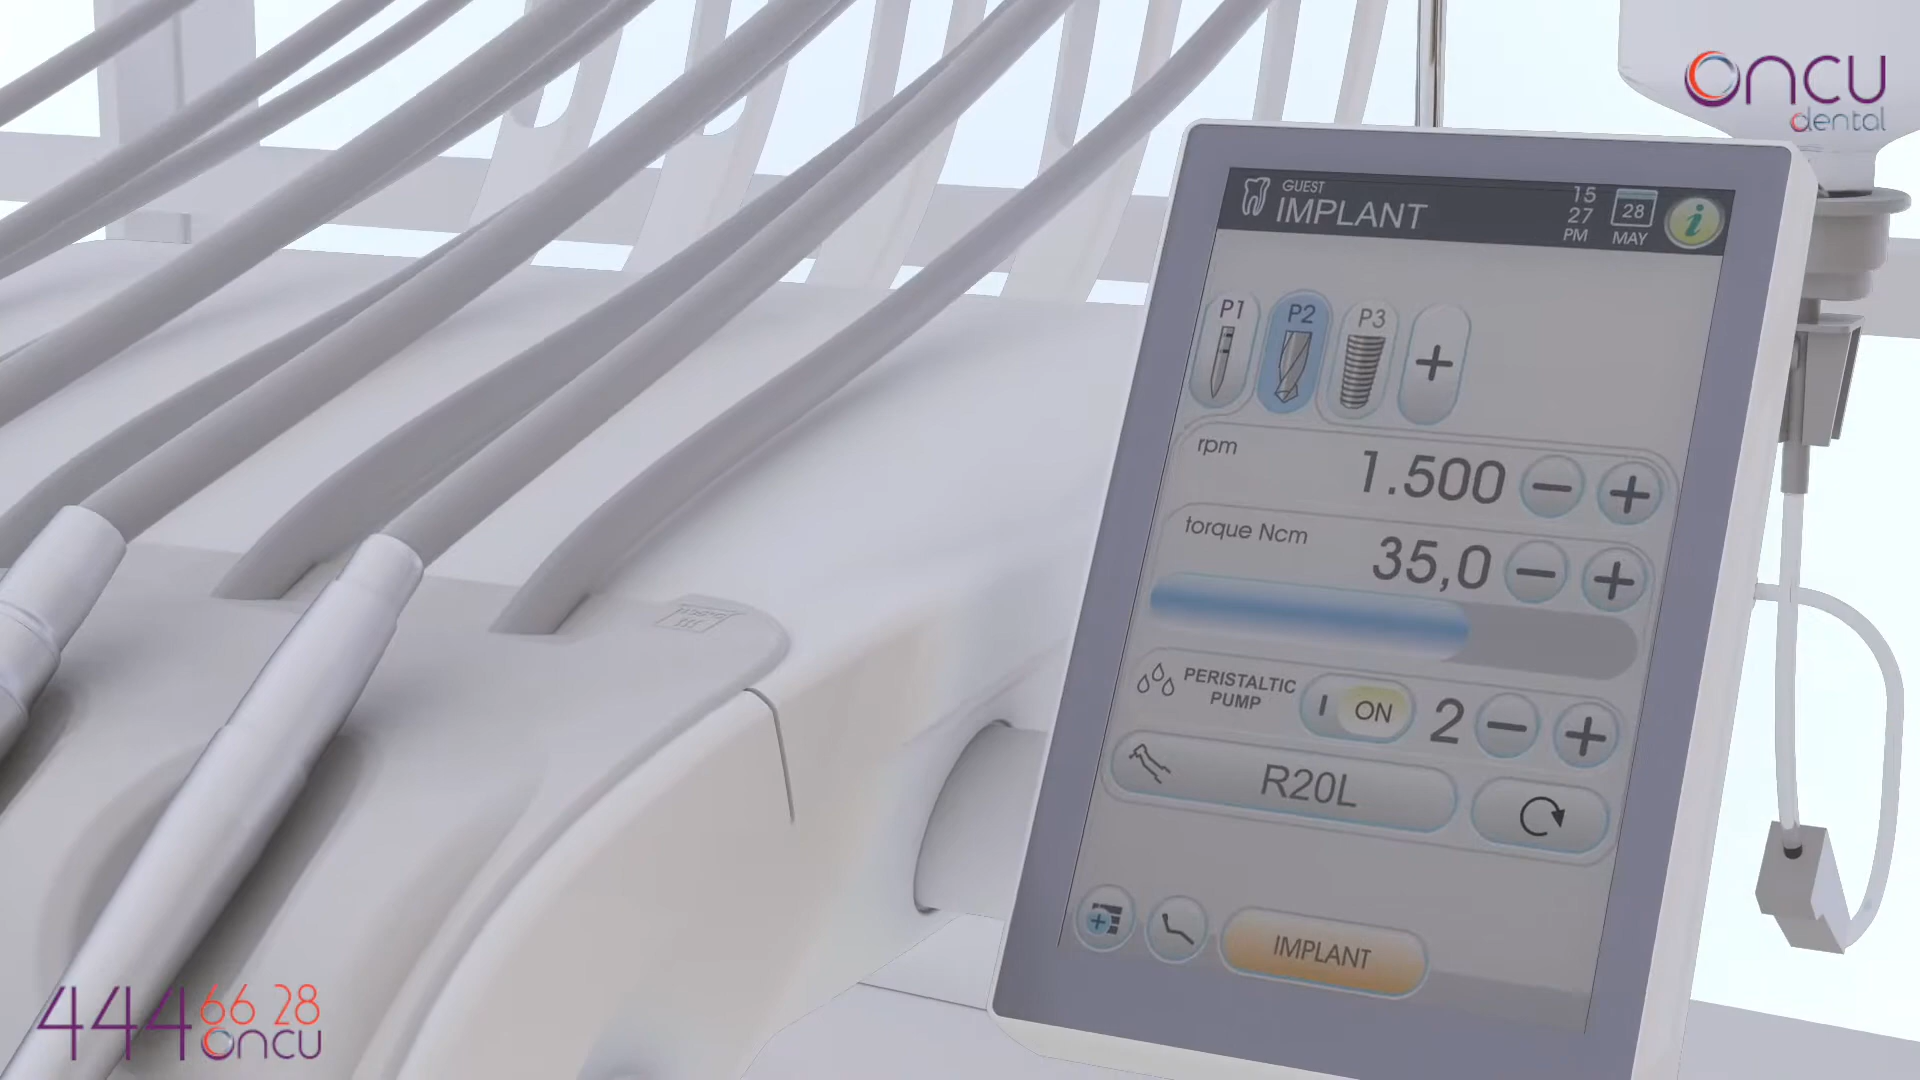 oncu
dental
GUEST
IMPLANT
15
27
PM
28
MAY
i
P1
P2
P3
+
rpm
1.500
− +
torque Ncm
35,0
− +
PERISTALTIC
PUMP
I ON
2
− +
R20L
IMPLANT
444 66 28
oncu